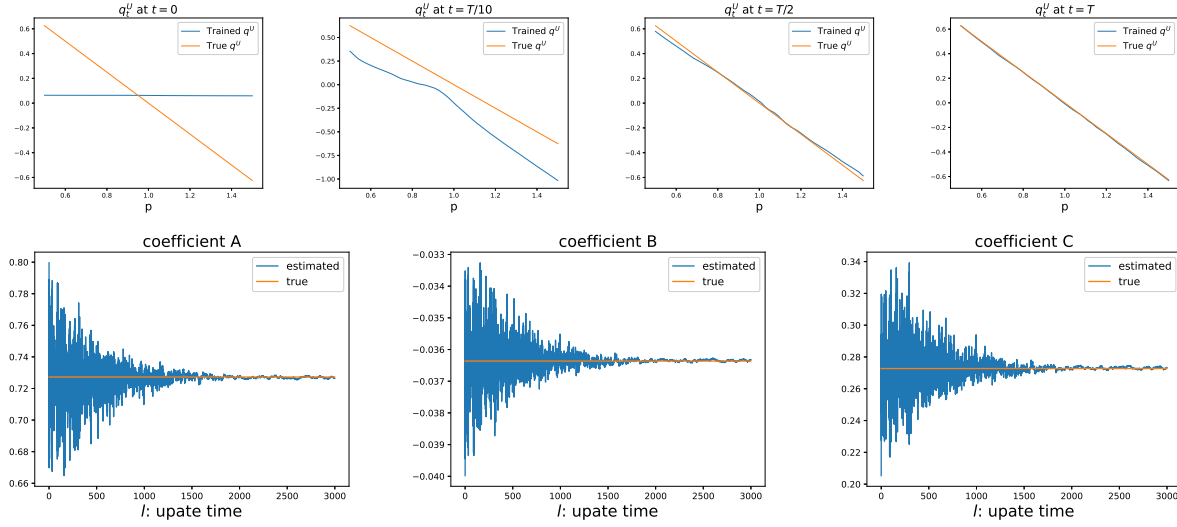 q_t^U at t = 0
0.6
0.4
0.2
0.0
−0.2
−0.4
−0.6
Trained q^U
True q^U
0.6 0.8 1.0 1.2 1.4
p
q_t^U at t = T/10
0.50
0.25
0.00
−0.25
−0.50
−0.75
−1.00
Trained q^U
True q^U
0.6 0.8 1.0 1.2 1.4
p
q_t^U at t = T/2
0.6
0.4
0.2
0.0
−0.2
−0.4
−0.6
Trained q^U
True q^U
0.6 0.8 1.0 1.2 1.4
p
q_t^U at t = T
0.6
0.4
0.2
0.0
−0.2
−0.4
−0.6
Trained q^U
True q^U
0.6 0.8 1.0 1.2 1.4
p
coefficient A
0.80
0.78
0.76
0.74
0.72
0.70
0.68
0.66
estimated
true
0 500 1000 1500 2000 2500 3000
l: upate time
coefficient B
−0.033
−0.034
−0.035
−0.036
−0.037
−0.038
−0.039
−0.040
estimated
true
0 500 1000 1500 2000 2500 3000
l: upate time
coefficient C
0.34
0.32
0.30
0.28
0.26
0.24
0.22
0.20
estimated
true
0 500 1000 1500 2000 2500 3000
l: upate time